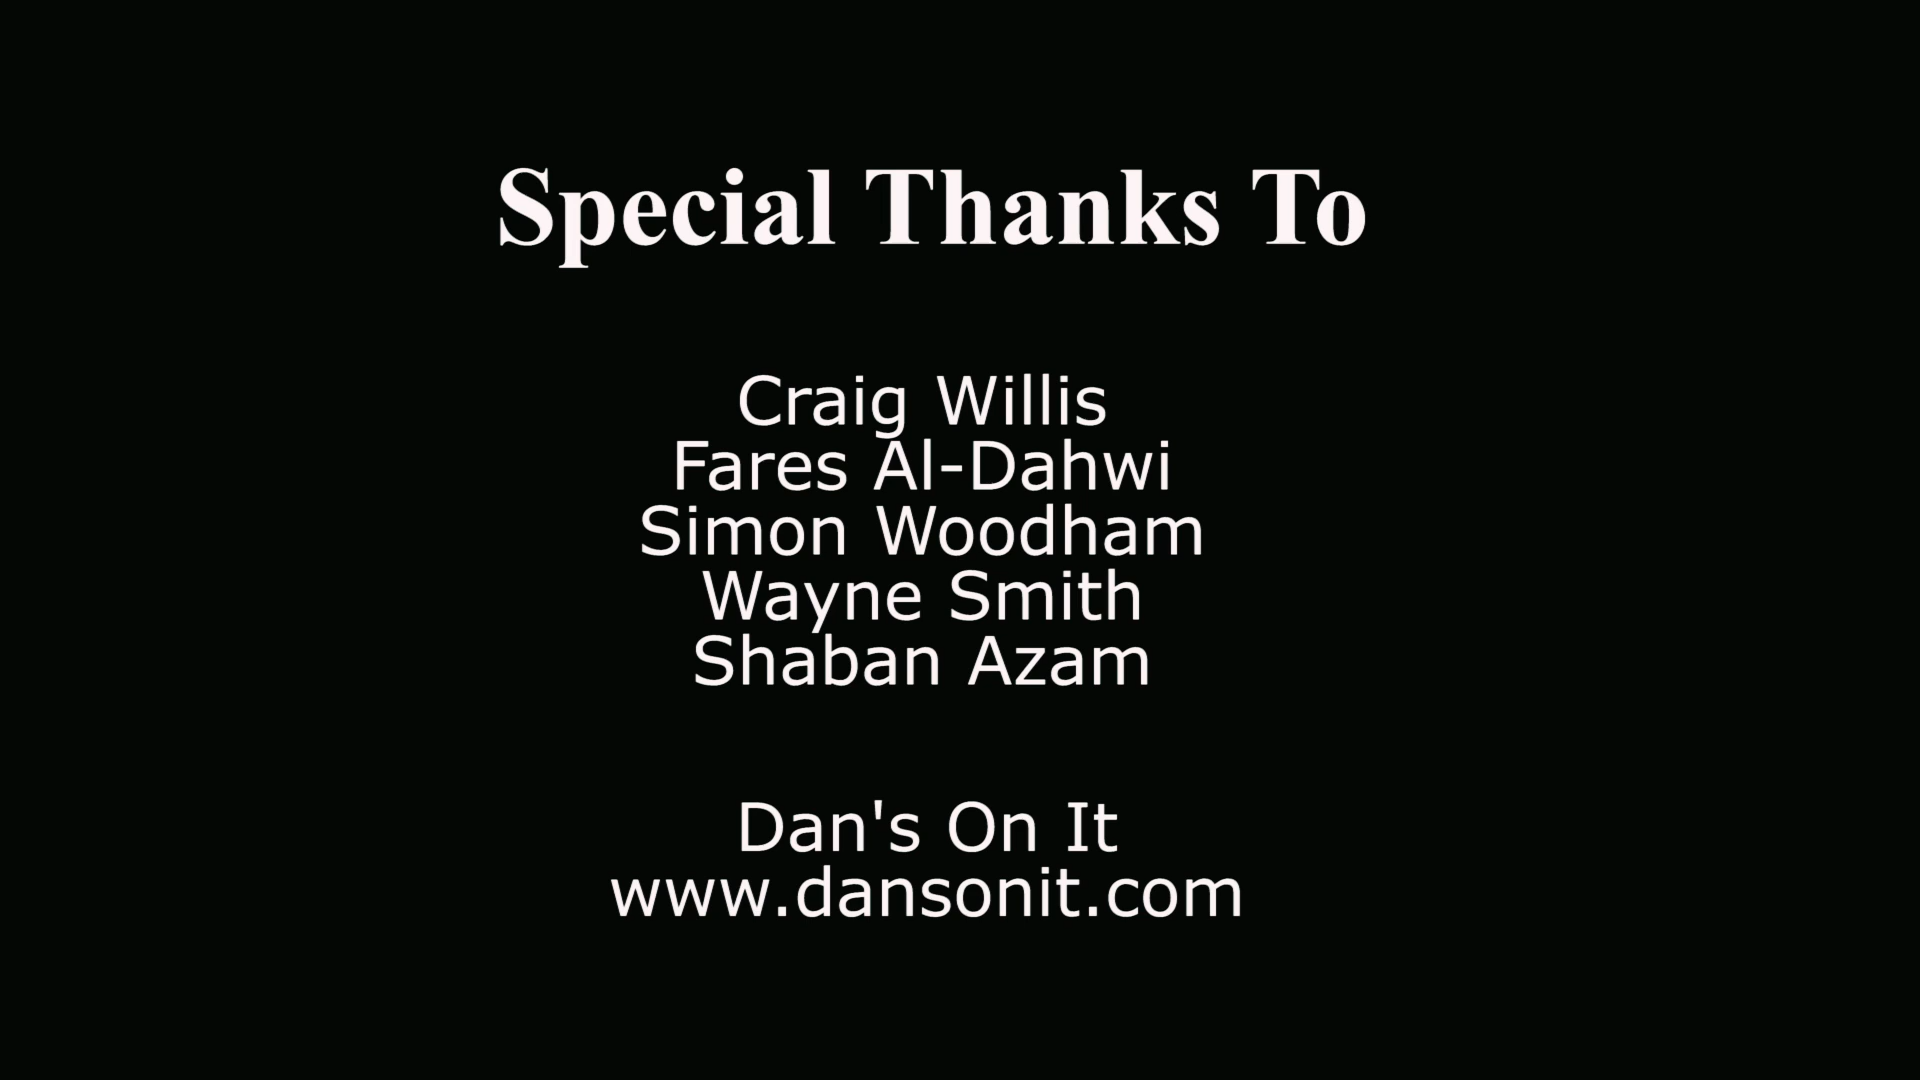 Special Thanks To
Craig Willis
Fares Al-Dahwi
Simon Woodham
Wayne Smith
Shaban Azam
Dan's On It
www.dansonit.com